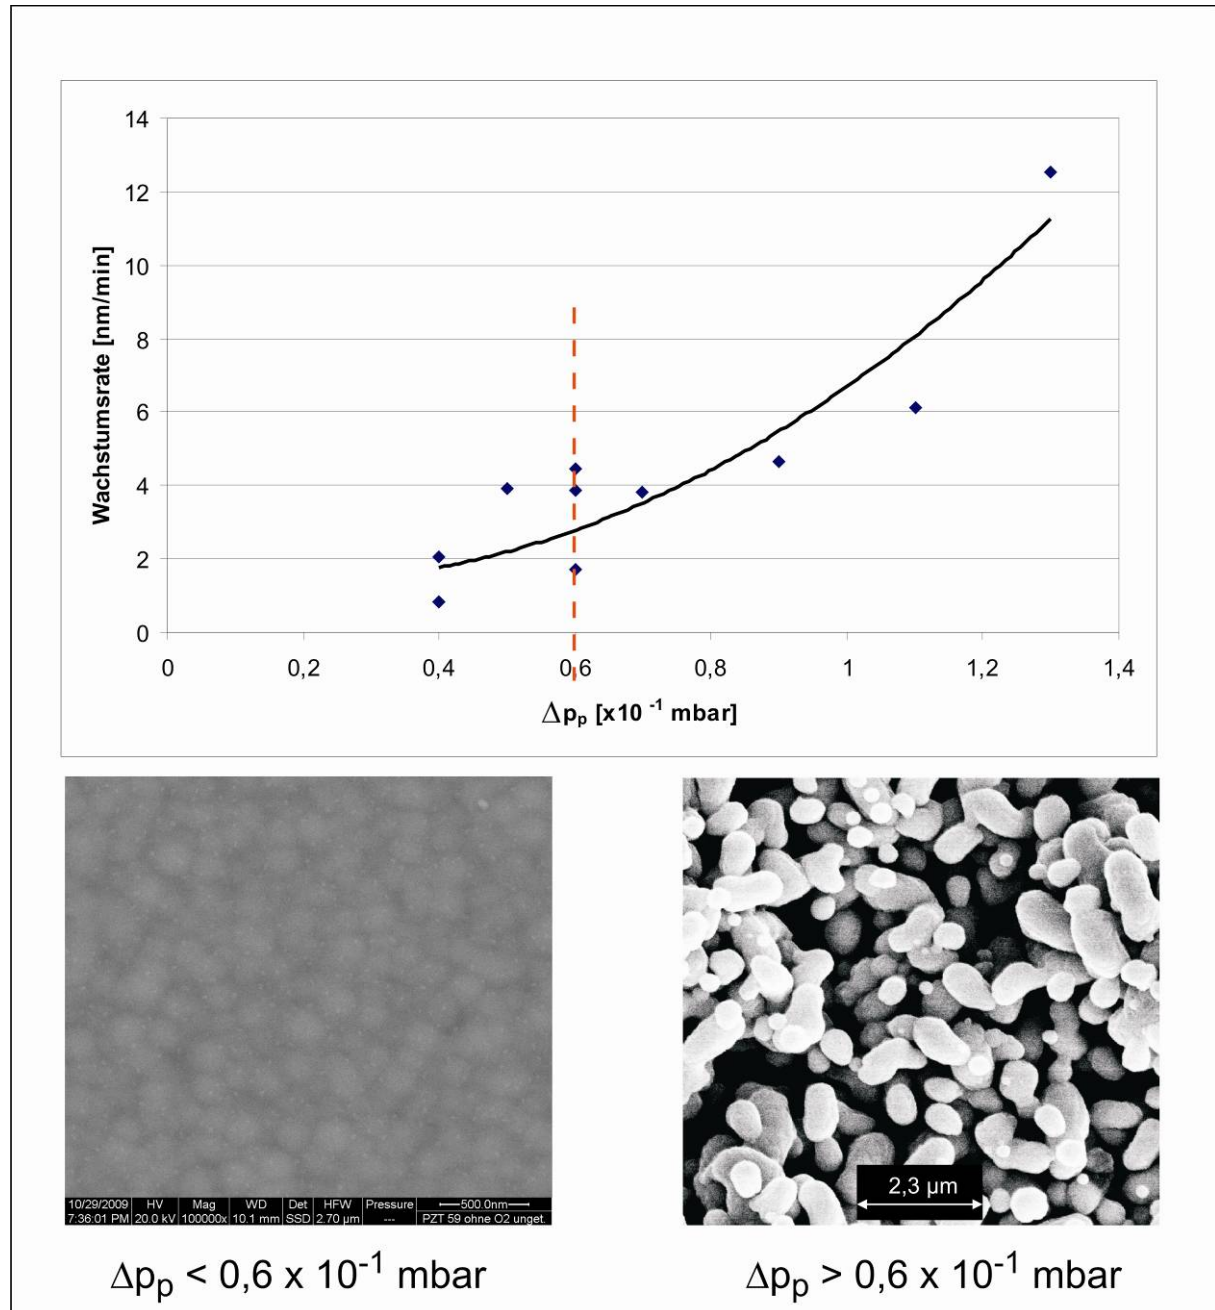 14
12
10
8
6
4
2
0
Wachstumsrate [nm/min]
0 0,2 0,4 0,6 0,8 1 1,2 1,4
Δpₚ [x10 ⁻¹ mbar]
10/29/2009 HV Mag WD Det HFW Pressure 500.0nm
7:36:01 PM 20.0 kV 100000x 10.1 mm SSD 2.70 µm --- PZT 59 ohne O2 unget.
2,3 µm
Δpₚ < 0,6 x 10⁻¹ mbar
Δpₚ > 0,6 x 10⁻¹ mbar